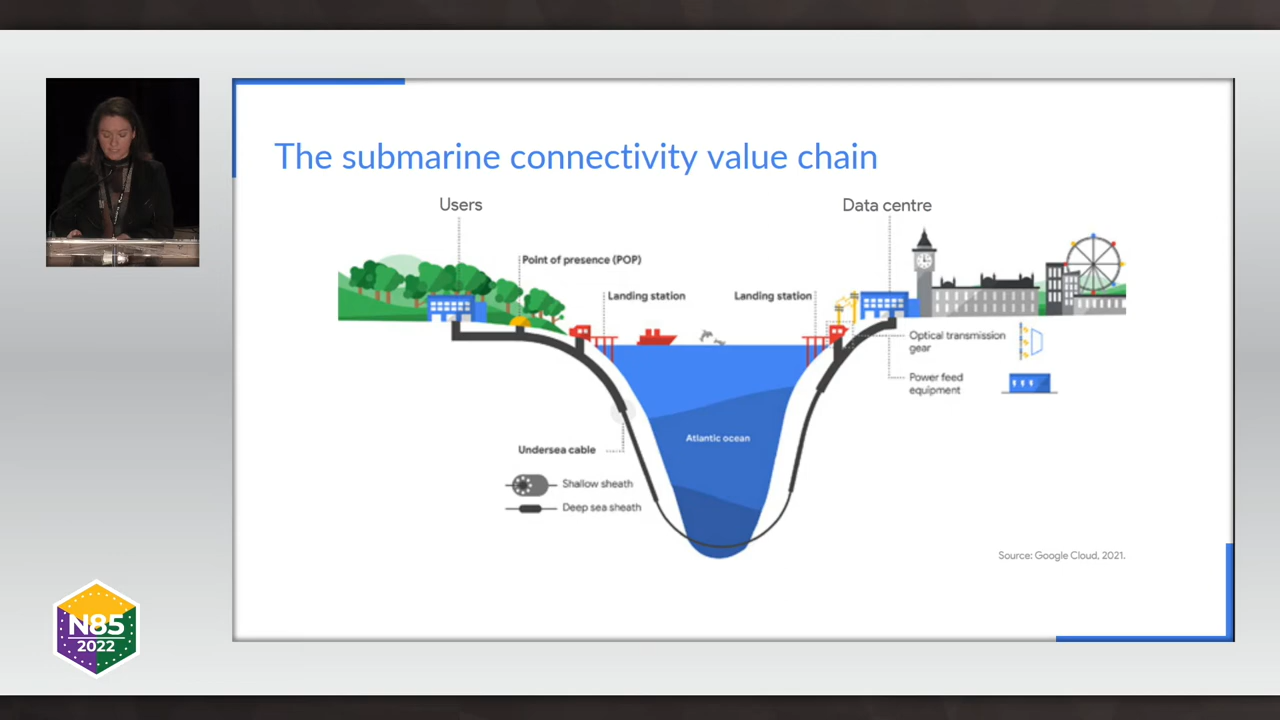 The submarine connectivity value chain
Users
Data centre
Point of presence (POP)
Landing station
Landing station
Optical transmission
gear
Power feed
equipment
Atlantic ocean
Undersea cable
Shallow sheath
Deep sea sheath
Source: Google Cloud, 2021.
N85
2022